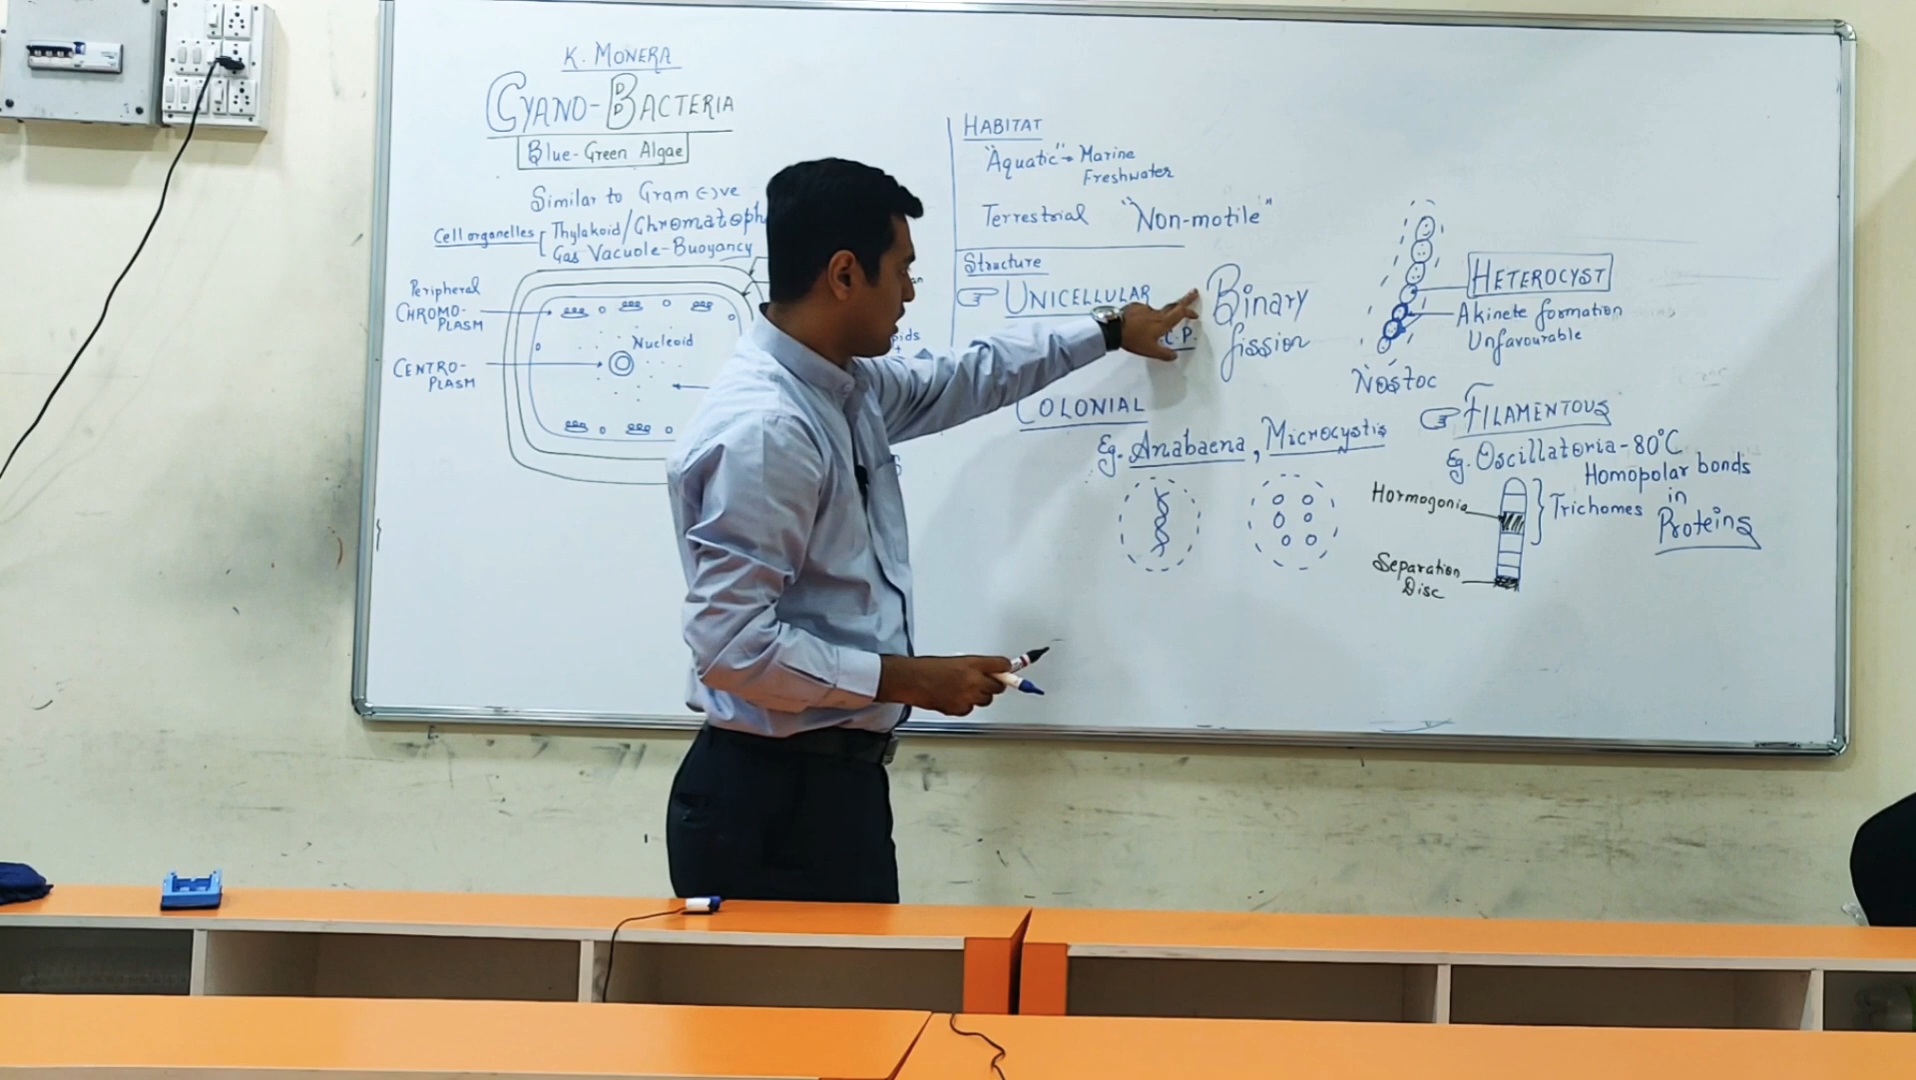 K. MONERA
CYANO-BACTERIA
Blue-Green Algae
Similar to Gram (-)ve
Cell organelles
Thylakoid/Chromatoph
Gas Vacuole-Buoyancy
Peripheral
CHROMO-
PLASM
Nucleoid
CENTRO-
PLASM
HABITAT
"Aquatic" Marine
Freshwater
Terrestrial "Non-motile"
Structure
UNICELLULAR
Binary
fission
COLONIAL
Eg. Anabaena, Microcystis
HETEROCYST
Akinete formation
Unfavourable
Nostoc
FILAMENTOUS
Eg. Oscillatoria-80°C
Homopolar bonds
in
Proteins
Hormogonia
Trichomes
Separation
Disc